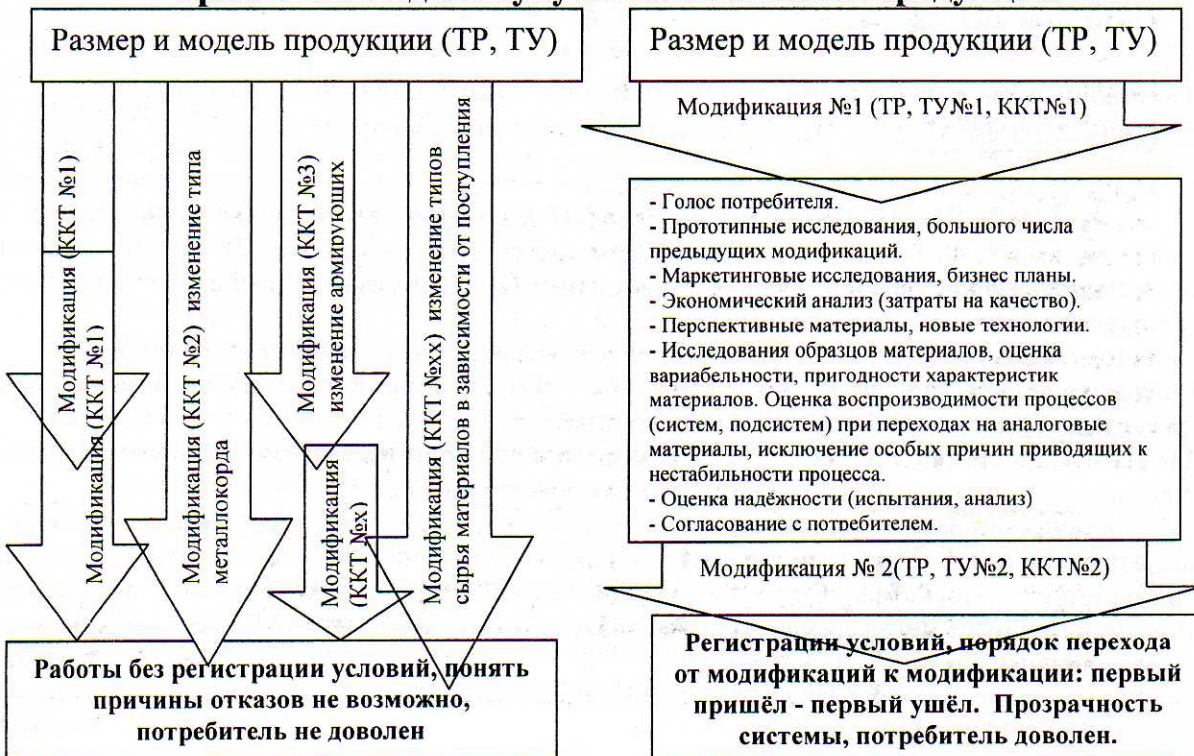 Размер и модель продукции (ТР, ТУ)
Модификация (ККТ №1)
Модификация (ККТ №1)
Модификация (ККТ №2) изменение типа
металлокорда
Модификация (ККТ №3)
изменение армирующих
Модификация
(ККТ №х)
Модификация (ККТ №хх) изменение типов
сырья материалов в зависимости от поступления
Работы без регистрации условий, понять
причины отказов не возможно,
потребитель не доволен
Размер и модель продукции (ТР, ТУ)
Модификация №1 (ТР, ТУ№1, ККТ№1)
- Голос потребителя.
- Прототипные исследования, большого числа
предыдущих модификаций.
- Маркетинговые исследования, бизнес планы.
- Экономический анализ (затраты на качество).
- Перспективные материалы, новые технологии.
- Исследования образцов материалов, оценка
вариабельности, пригодности характеристик
материалов. Оценка воспроизводимости процессов
(систем, подсистем) при переходах на аналоговые
материалы, исключение особых причин приводящих к
нестабильности процесса.
- Оценка надёжности (испытания, анализ)
- Согласование с потребителем.
Модификация № 2(ТР, ТУ№2, ККТ№2)
Регистрации условий, порядок перехода
от модификаций к модификации: первый
пришёл - первый ушёл. Прозрачность
системы, потребитель доволен.